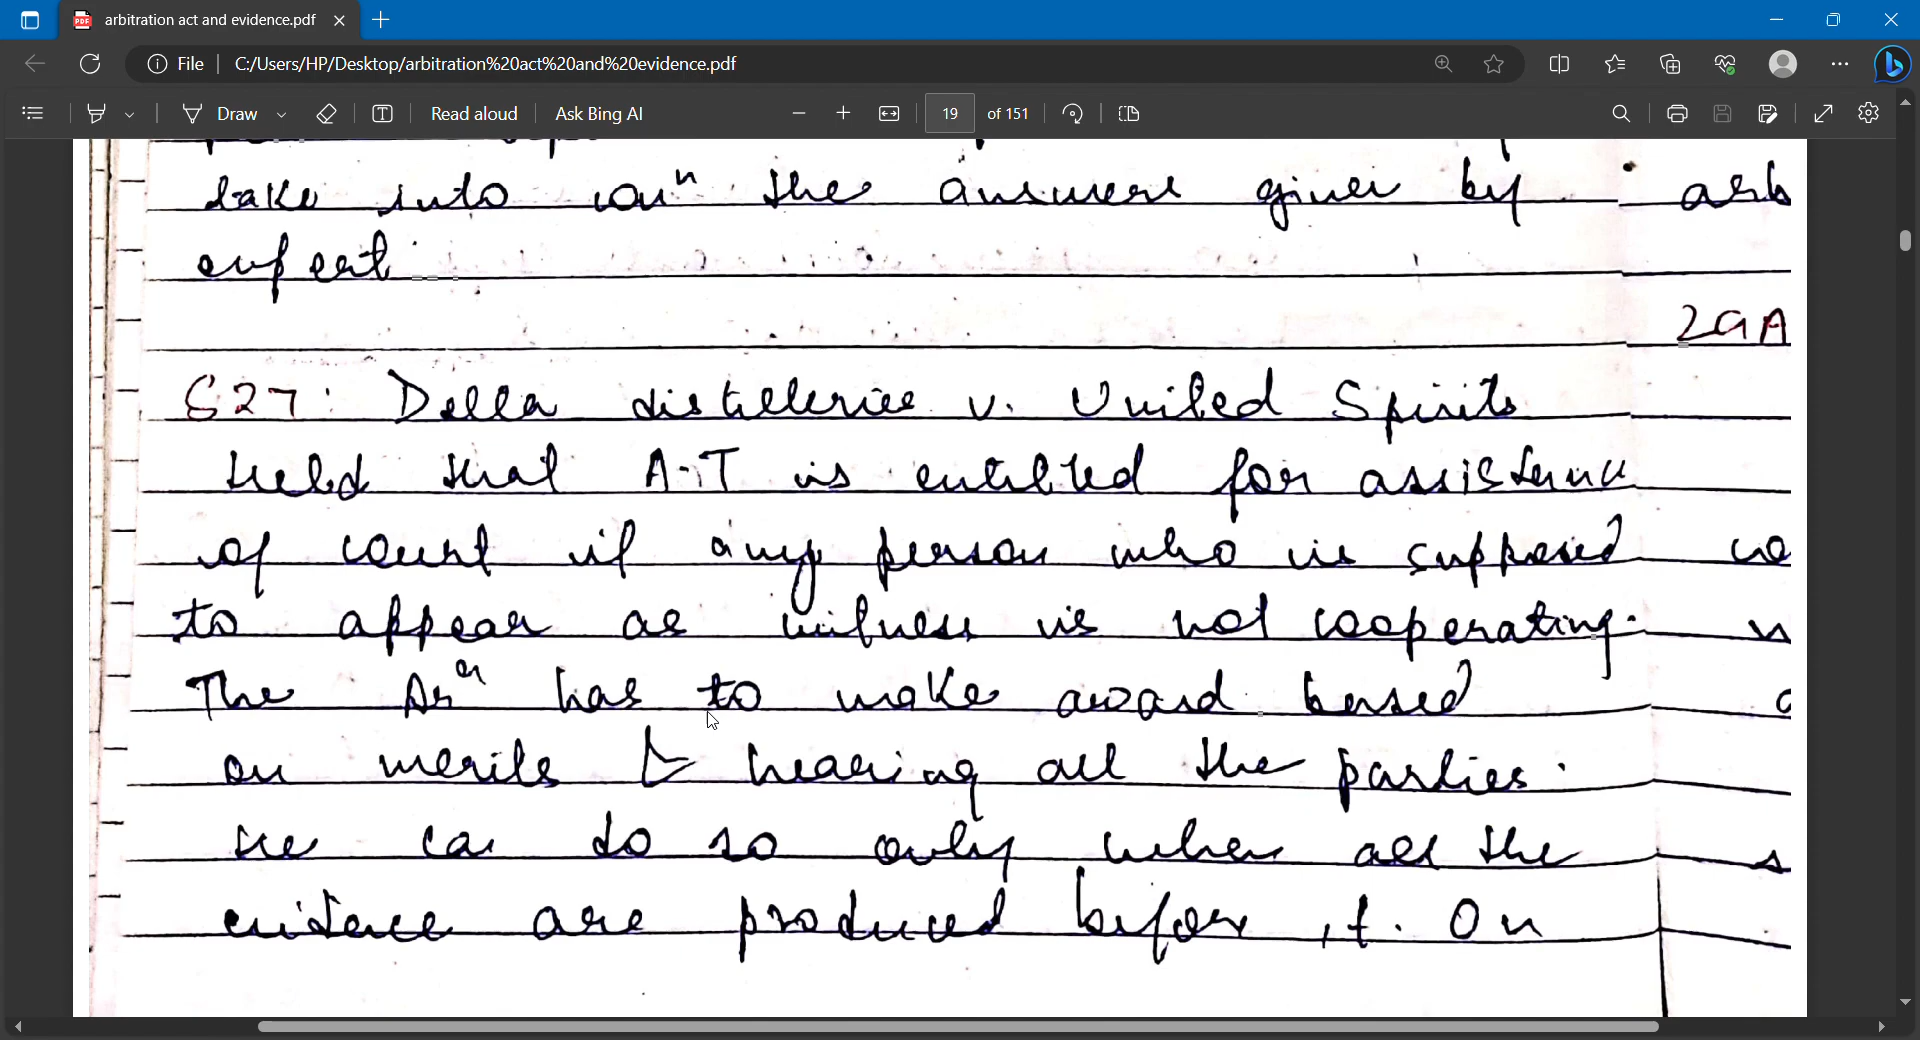 arbitration act and evidence.pdf
File | C:/Users/HP/Desktop/arbitration%20act%20and%20evidence.pdf
Draw Read aloud Ask Bing AI 19 of 151
take into conⁿ the answers given by
expert
29A
S27: Delta distilleries v. United Spirits
Held that A.T is entitled for assistance
of court if any person who is supposed
to appear as witness is not cooperating.
The Arⁿ has to make award based
on merits & hearing all the parties.
He can do so only when all the
evidence are produced before it. On